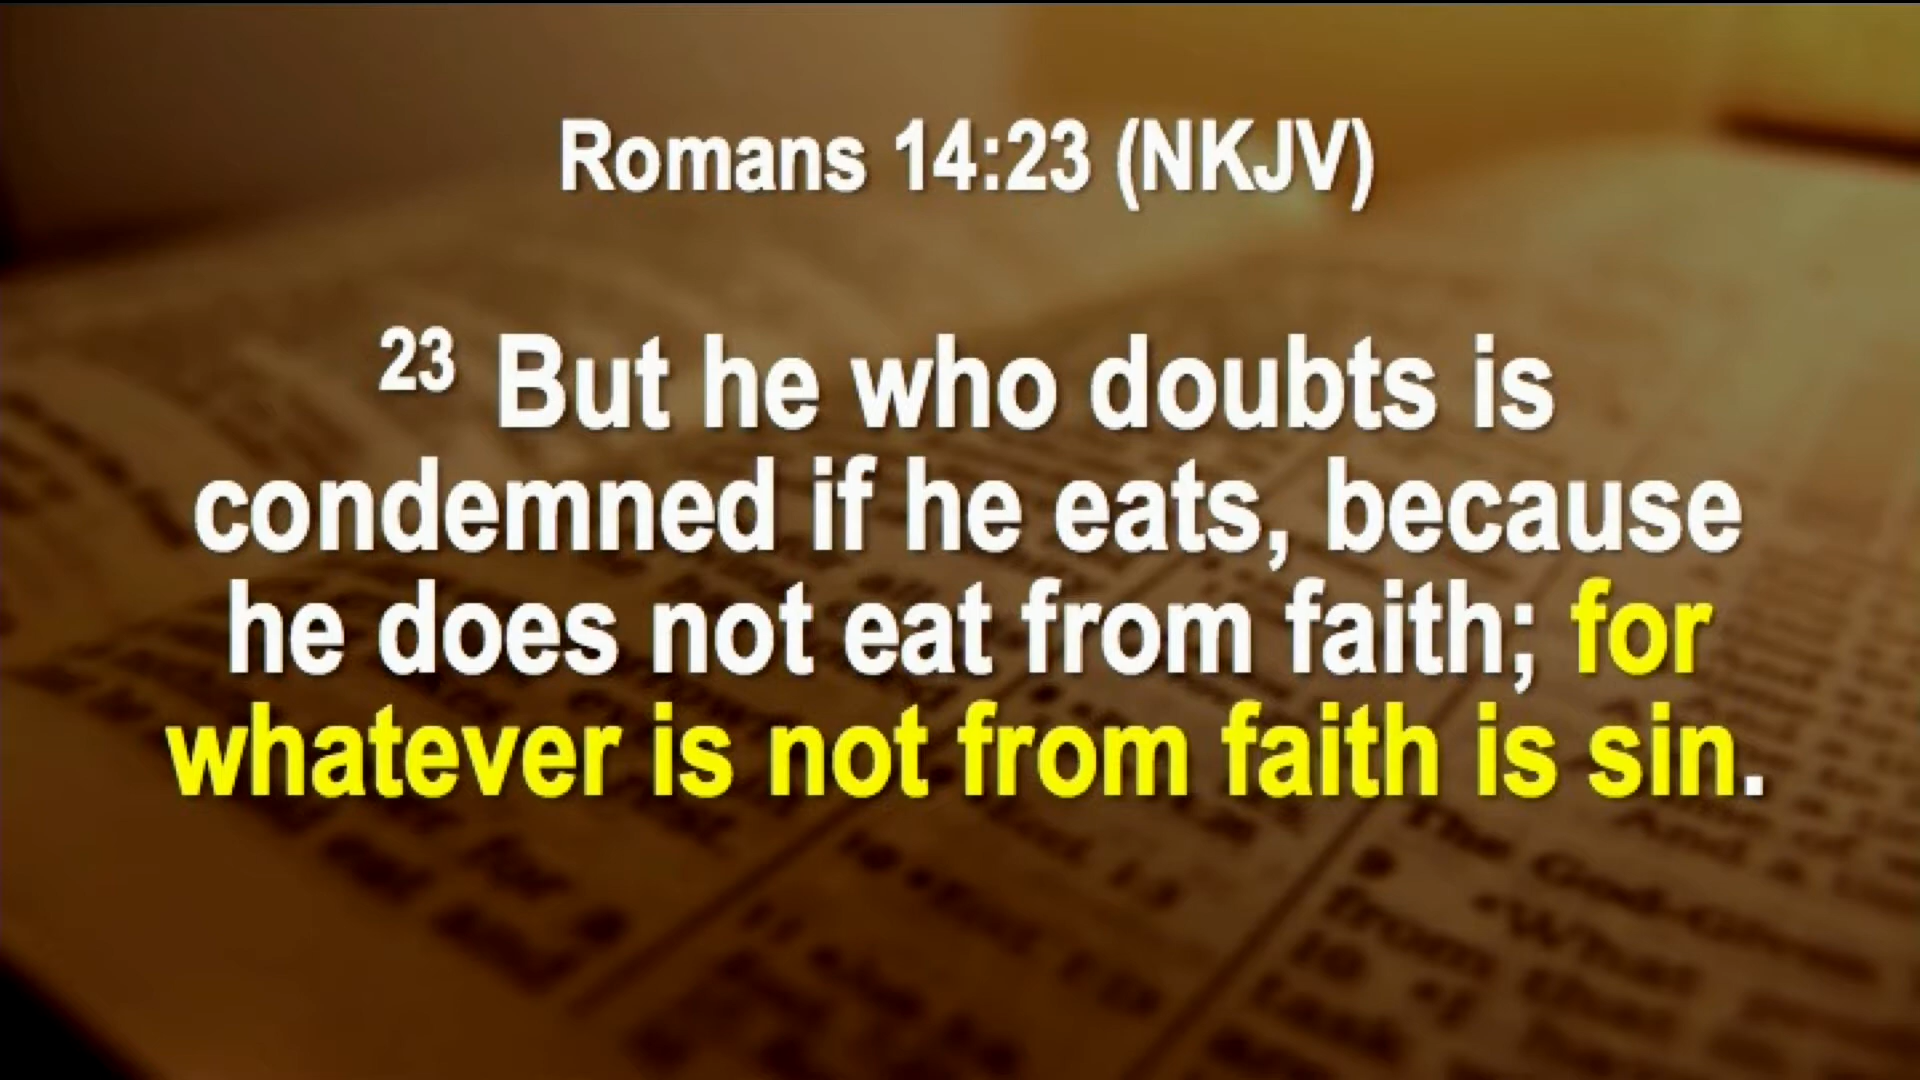 Romans 14:23 (NKJV)
23 But he who doubts is
condemned if he eats, because
he does not eat from faith; for
whatever is not from faith is sin.